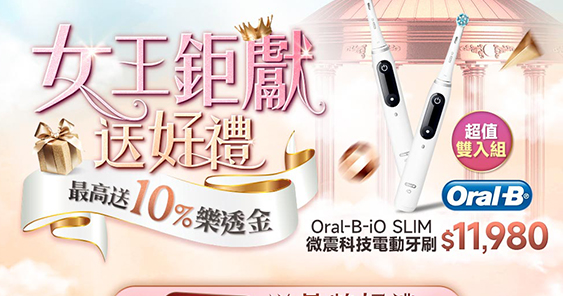 女王鉅獻
送好禮
最高送10%樂透金
超值
雙入組
Oral-B
Oral-B-iO SLIM
微震科技電動牙刷 $11,980